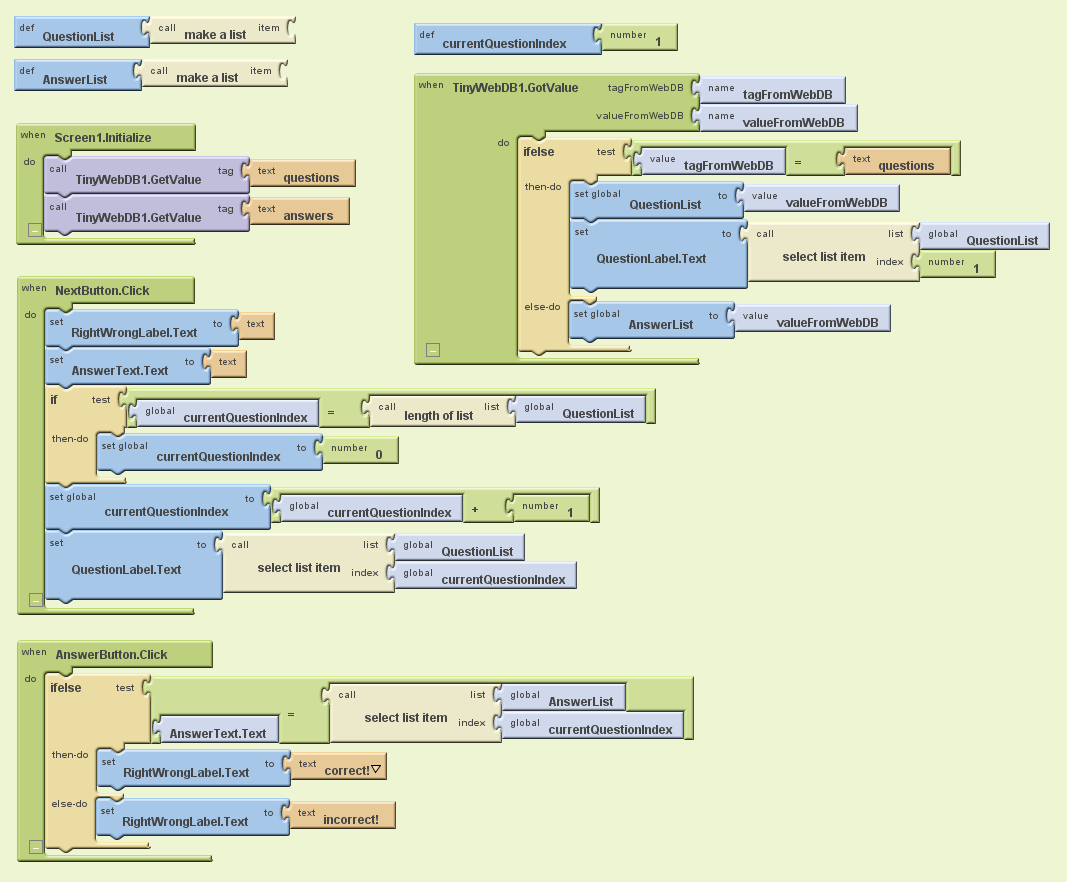 def QuestionList call make a list item
def AnswerList call make a list item
when Screen1.Initialize
do call TinyWebDB1.GetValue tag text questions
call TinyWebDB1.GetValue tag text answers
when NextButton.Click
do set RightWrongLabel.Text to text
set AnswerText.Text to text
if test global currentQuestionIndex = call length of list list global QuestionList
then-do set global currentQuestionIndex to number 0
set global currentQuestionIndex to global currentQuestionIndex + number 1
set QuestionLabel.Text to call select list item list global QuestionList
index global currentQuestionIndex
when AnswerButton.Click
do ifelse test AnswerText.Text = call select list item list global AnswerList
index global currentQuestionIndex
then-do set RightWrongLabel.Text to text correct!
else-do set RightWrongLabel.Text to text incorrect!
def currentQuestionIndex number 1
when TinyWebDB1.GotValue tagFromWebDB name tagFromWebDB
valueFromWebDB name valueFromWebDB
do ifelse test value tagFromWebDB = text questions
then-do set global QuestionList to value valueFromWebDB
set QuestionLabel.Text to call select list item list global QuestionList
index number 1
else-do set global AnswerList to value valueFromWebDB